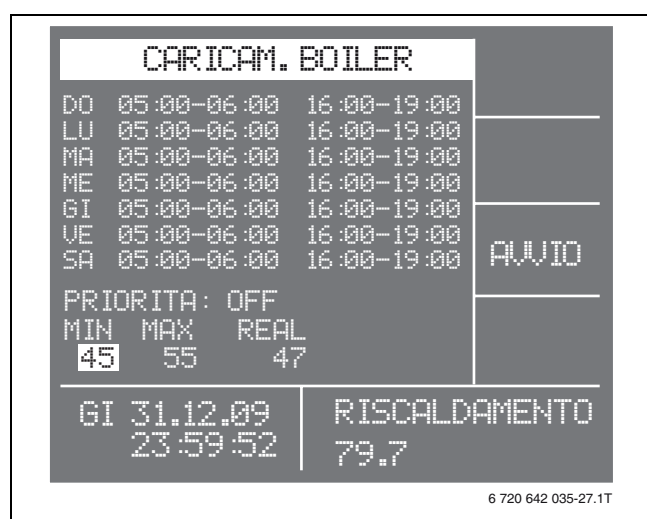 CARICAM. BOILER
DO 05:00-06:00 16:00-19:00
LU 05:00-06:00 16:00-19:00
MA 05:00-06:00 16:00-19:00
ME 05:00-06:00 16:00-19:00
GI 05:00-06:00 16:00-19:00
VE 05:00-06:00 16:00-19:00
SA 05:00-06:00 16:00-19:00
AVVIO
PRIORITA: OFF
MIN MAX REAL
45 55 47
GI 31.12.09
23:59:52
RISCALDAMENTO
79.7
6 720 642 035-27.1T